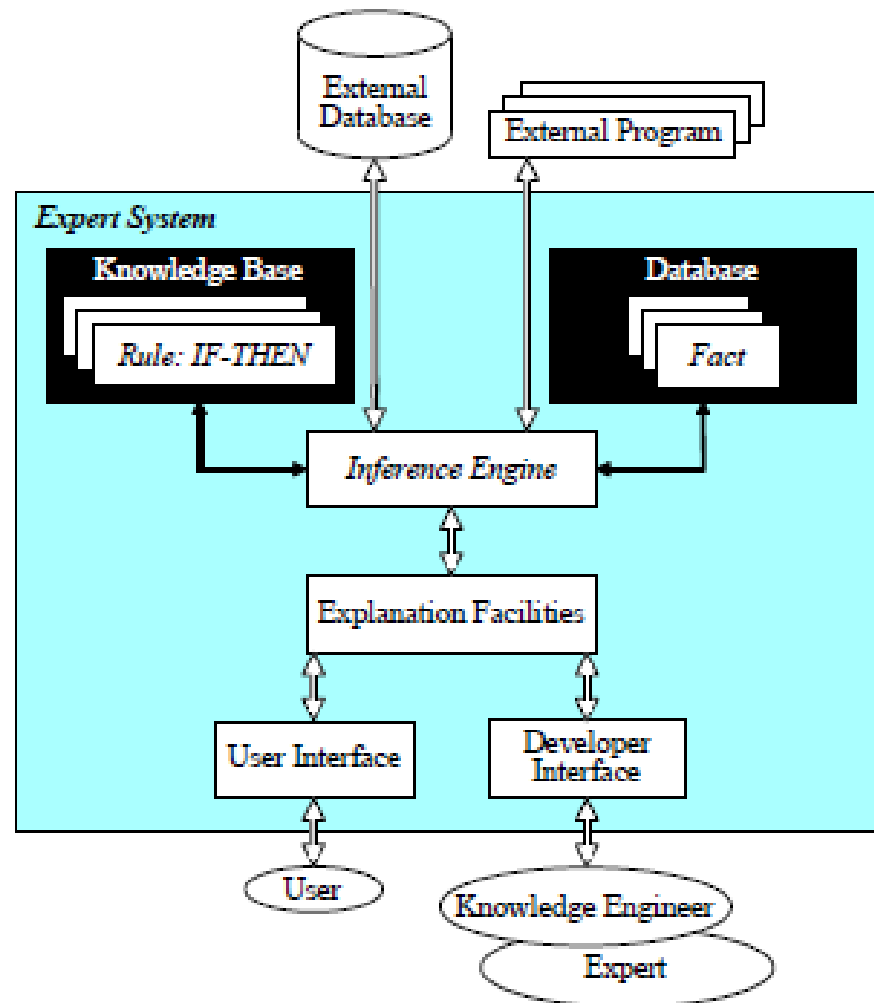 External
Database
External Program
Expert System
Knowledge Base
Rule: IF-THEN
Database
Fact
Inference Engine
Explanation Facilities
User Interface
Developer
Interface
User
Knowledge Engineer
Expert